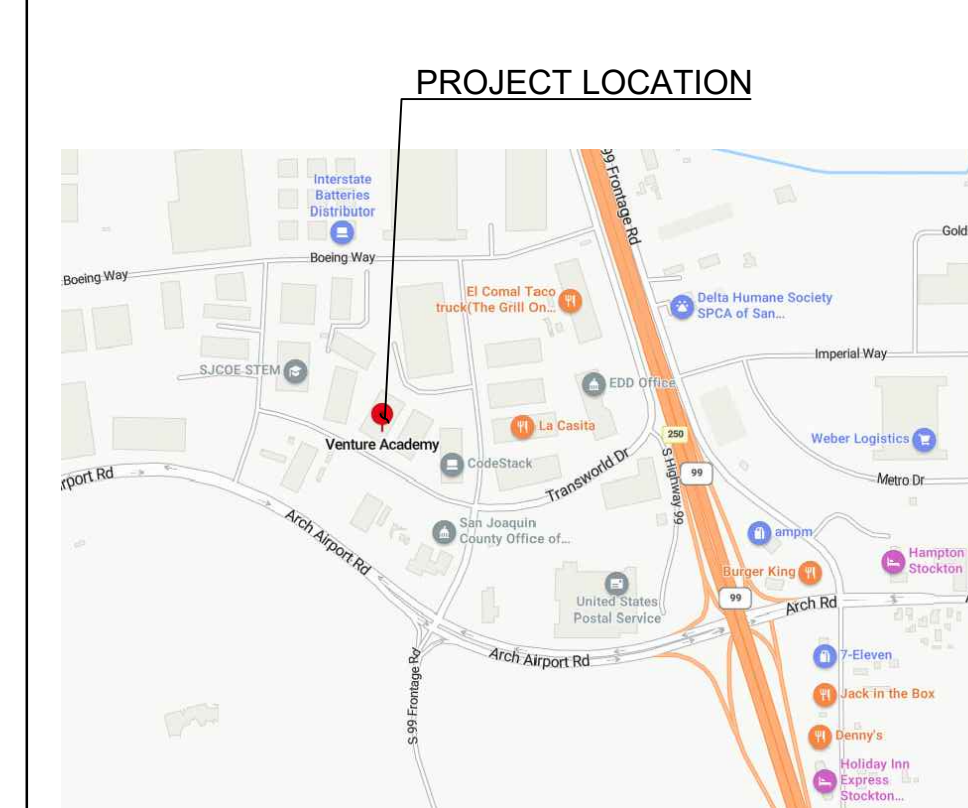 PROJECT LOCATION
99 Frontage Rd
Interstate
Batteries
Distributor
Boeing Way
Gold
Boeing Way
El Comal Taco
truck(The Grill On...
Delta Humane Society
SPCA of San...
Imperial Way
SJCOE STEM
EDD Office
La Casita
250
Weber Logistics
Venture Academy
CodeStack
Transworld Dr
S Highway 99
99
Metro Dr
rport Rd
Arch Airport Rd
San Joaquin
County Office of...
ampm
Hampton
Stockton
Burger King
United States
Postal Service
99
Arch Rd
Arch Airport Rd
S 99 Frontage Rd
7-Eleven
Jack in the Box
Denny's
Holiday Inn
Express
Stockton...